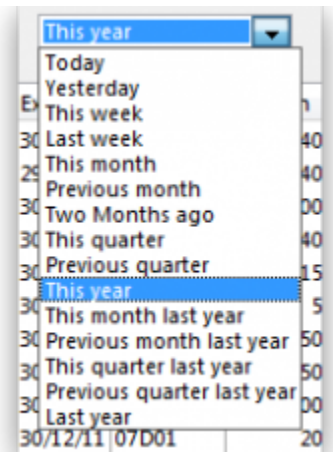 This year
Today
Yesterday
This week
Last week
This month
Previous month
Two Months ago
This quarter
Previous quarter
This year
This month last year
Previous month last year
This quarter last year
Previous quarter last year
Last year
30/12/11 07D01 20